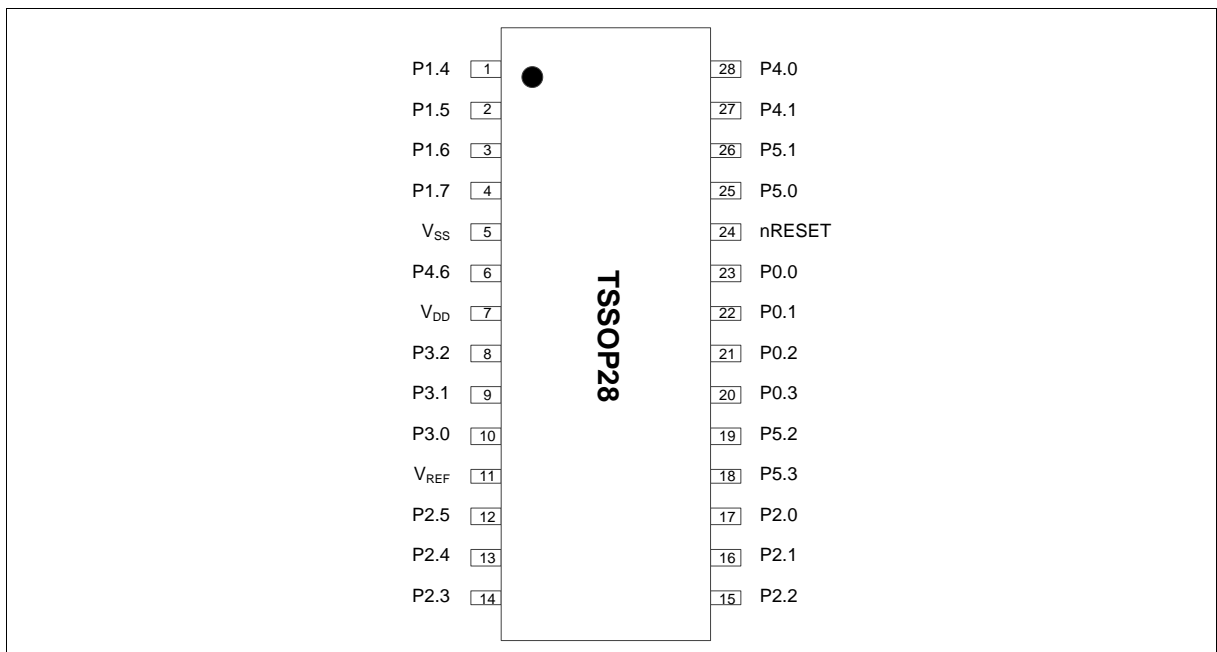 P1.4 1 28 P4.0
P1.5 2 27 P4.1
P1.6 3 26 P5.1
P1.7 4 25 P5.0
VSS 5 24 nRESET
P4.6 6 23 P0.0
VDD 7 22 P0.1
P3.2 8 21 P0.2
P3.1 9 20 P0.3
P3.0 10 19 P5.2
VREF 11 18 P5.3
P2.5 12 17 P2.0
P2.4 13 16 P2.1
P2.3 14 15 P2.2
TSSOP28